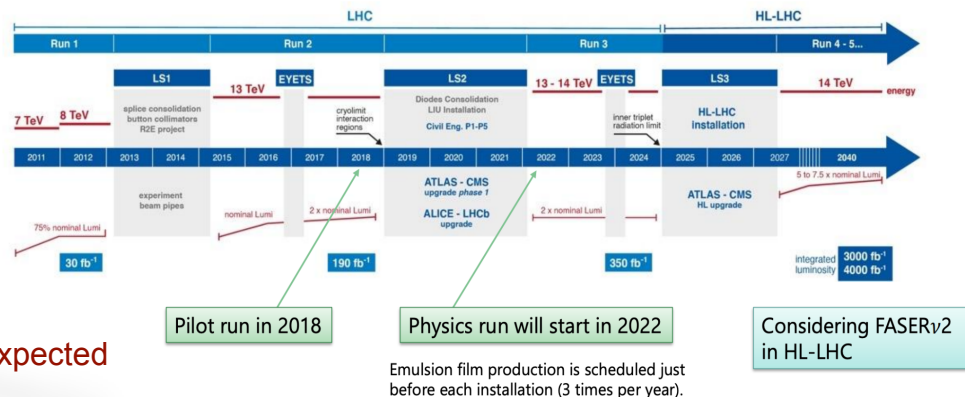 LHC
HL-LHC
Run 1
Run 2
Run 3
Run 4 - 5...
LS1
EYETS
LS2
EYETS
LS3
13 TeV
13 - 14 TeV
14 TeV
energy
splice consolidation
button collimators
R2E project
cryolimit
interaction
regions
Diodes Consolidation
LIU Installation
Civil Eng. P1-P5
inner triplet
radiation limit
HL-LHC
installation
7 TeV
8 TeV
2011
2012
2013
2014
2015
2016
2017
2018
2019
2020
2021
2022
2023
2024
2025
2026
2027
2040
5 to 7.5 x nominal Lumi
experiment
beam pipes
ATLAS - CMS
upgrade phase 1
ALICE - LHCb
upgrade
ATLAS - CMS
HL upgrade
75% nominal Lumi
nominal Lumi
2 x nominal Lumi
2 x nominal Lumi
30 fb-1
190 fb-1
350 fb-1
integrated
luminosity
3000 fb-1
4000 fb-1
Pilot run in 2018
Physics run will start in 2022
Considering FASERν2
in HL-LHC
xpected
Emulsion film production is scheduled just
before each installation (3 times per year).